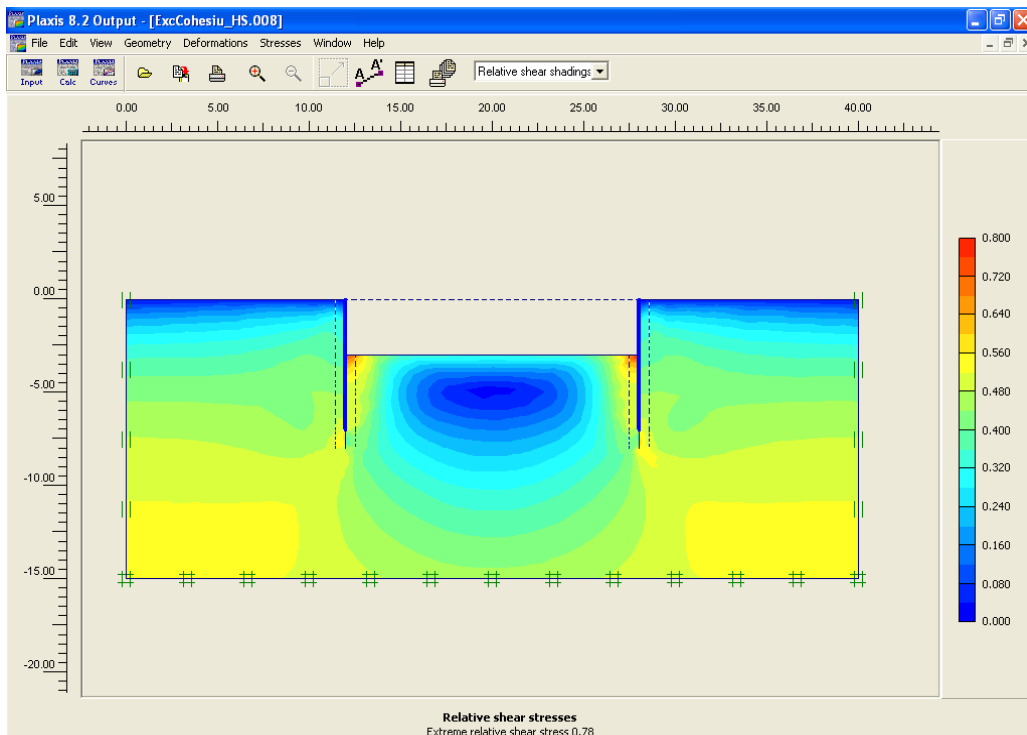 Plaxis 8.2 Output - [ExcCohesiu_HS.008]
File Edit View Geometry Deformations Stresses Window Help
Input Calc Curves A A' Relative shear shadings
0.00 5.00 10.00 15.00 20.00 25.00 30.00 35.00 40.00
5.00
0.00
-5.00
-10.00
-15.00
-20.00
0.800
0.720
0.640
0.560
0.480
0.400
0.320
0.240
0.160
0.080
0.000
Relative shear stresses
Extreme relative shear stress 0.78